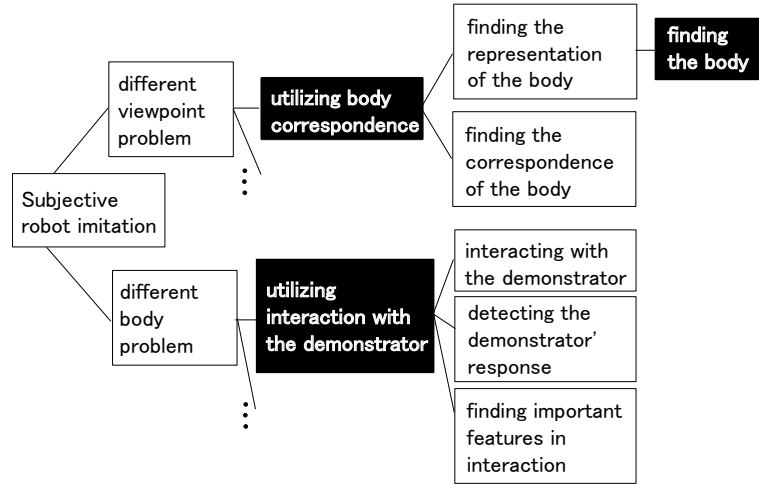 Subjective
robot imitation
different
viewpoint
problem
utilizing body
correspondence
finding the
representation
of the body
finding
the body
finding the
correspondence
of the body
different
body
problem
utilizing
interaction with
the demonstrator
interacting with
the demonstrator
detecting the
demonstrator'
response
finding important
features in
interaction